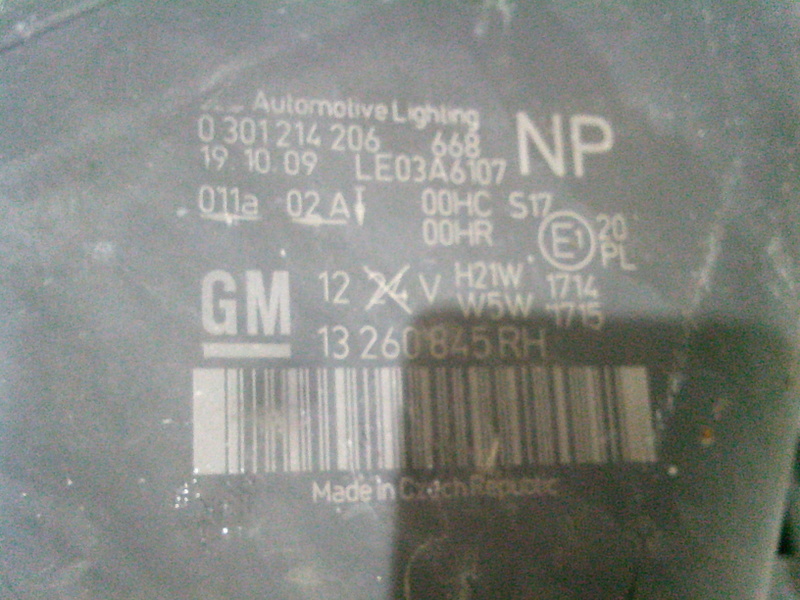 Automotive Lighting
0 301 214 206 668 NP
19.10.09 LE03A6107
011a 02A 00HC S17
00HR E1 20
PL
GM 12 24 V H21W 1714
W5W 1715
13 260 845 RH
Made in Czech Republic